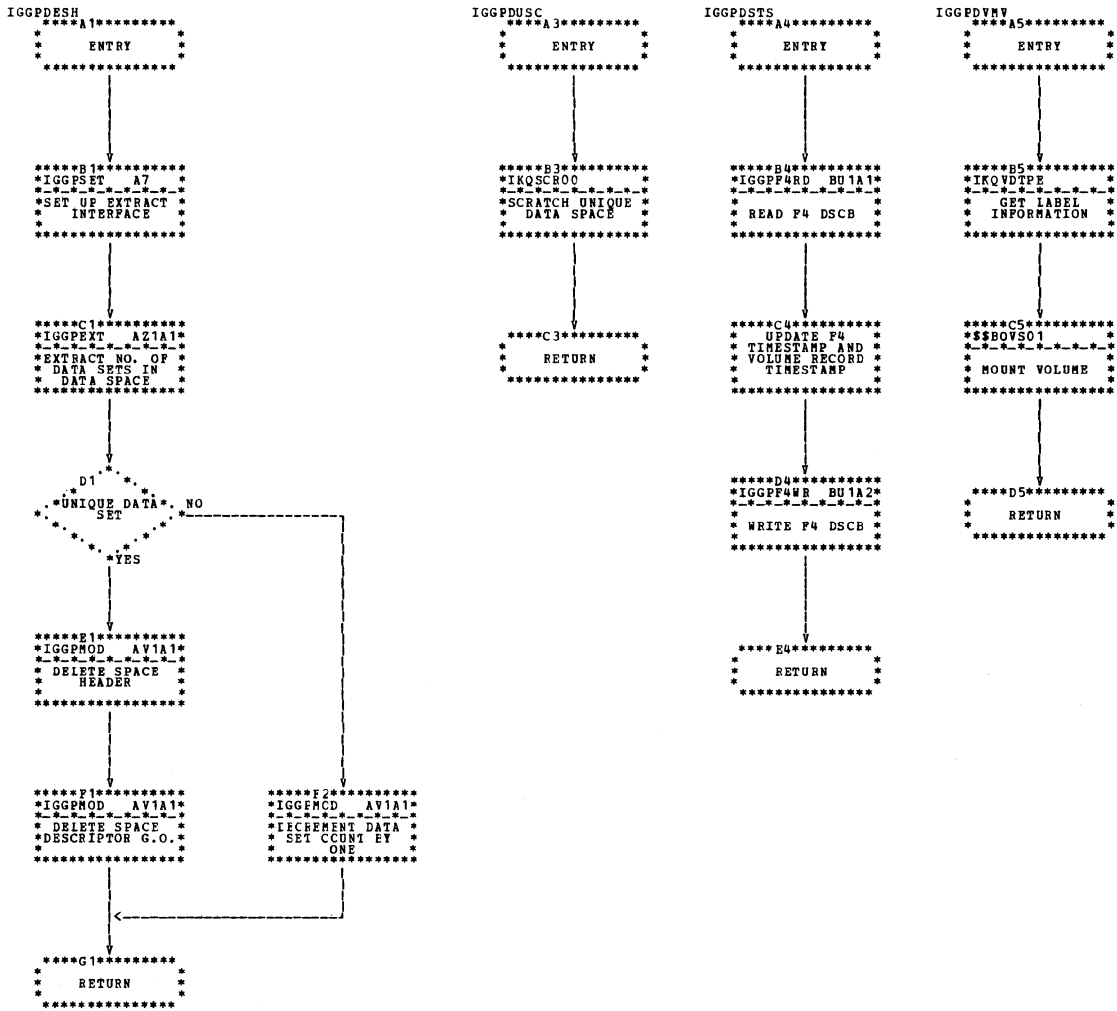 IGGPDESH
A1
ENTRY
B1
IGGPSET A7
SET UP EXTRACT
INTERFACE
C1
IGGPEXT AZ1A1
EXTRACT NO. OF
DATA SETS IN
DATA SPACE
D1
UNIQUE DATA
SET
NO
YES
E1
IGGPMOD AV1A1
DELETE SPACE
HEADER
F1
IGGPMOD AV1A1
DELETE SPACE
DESCRIPTOR G.O.
F2
IGGPMCD AV1A1
DECREMENT DATA
SET CCUNT BY
ONE
G1
RETURN
IGGPDUSC
A3
ENTRY
B3
IKQSCR00
SCRATCH UNIQUE
DATA SPACE
C3
RETURN
IGGPDSTS
A4
ENTRY
B4
IGGPF4RD BU1A1
READ F4 DSCB
C4
UPDATE F4
TIMESTAMP AND
VOLUME RECORD
TIMESTAMP
D4
IGGPF4WR BU1A2
WRITE F4 DSCB
E4
RETURN
IGGPDVMV
A5
ENTRY
B5
IKQVDTPE
GET LABEL
INFORMATION
C5
$$BOVS01
MOUNT VOLUME
D5
RETURN